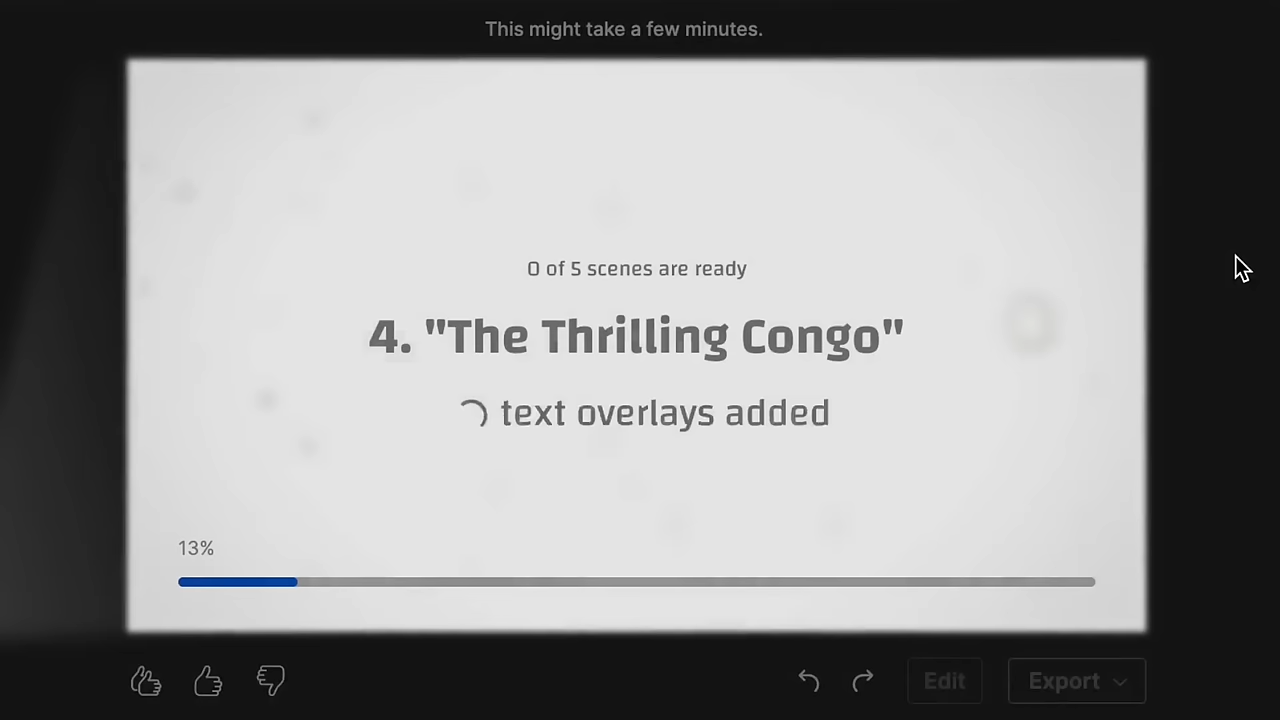 This might take a few minutes.
0 of 5 scenes are ready
4. "The Thrilling Congo"
text overlays added
13%
Edit
Export